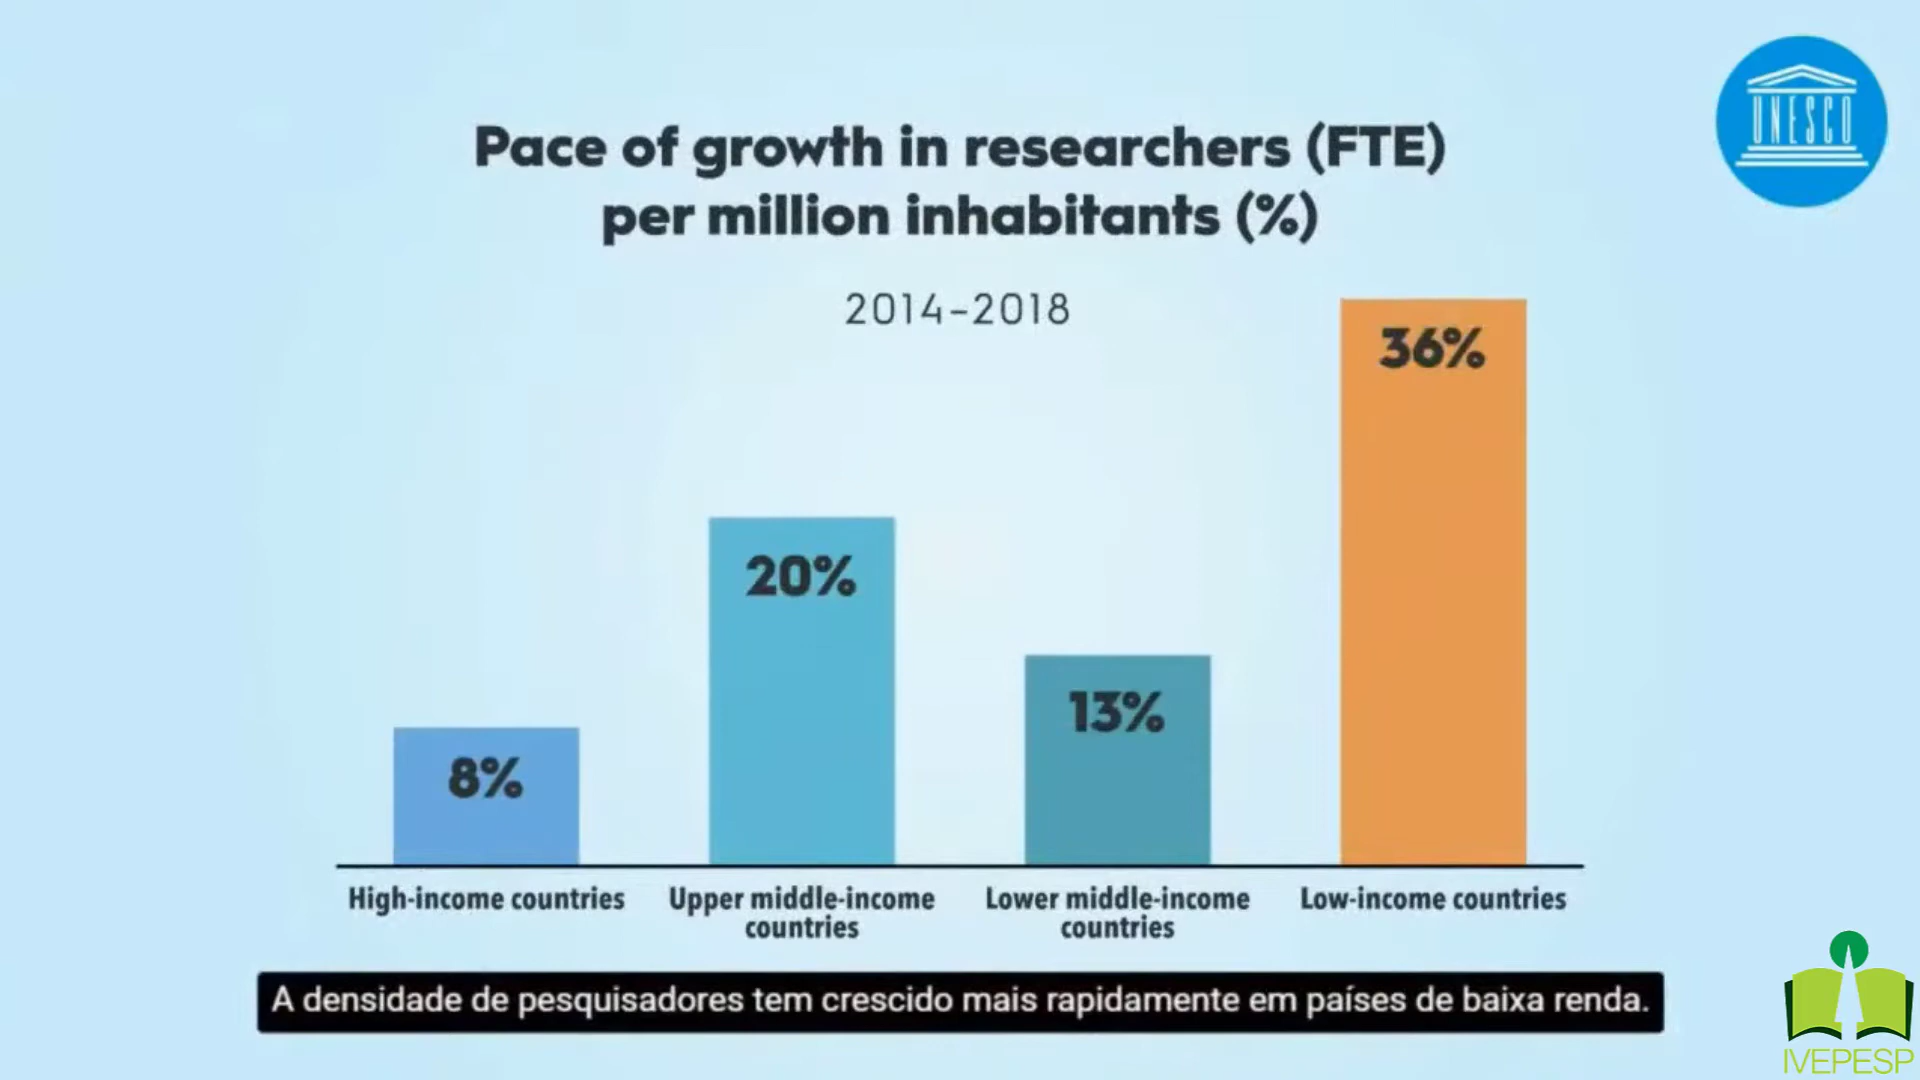 UNESCO
Pace of growth in researchers (FTE)
per million inhabitants (%)
2014-2018
36%
20%
13%
8%
High-income countries
Upper middle-income
countries
Lower middle-income
countries
Low-income countries
A densidade de pesquisadores tem crescido mais rapidamente em países de baixa renda.
IVEPESP